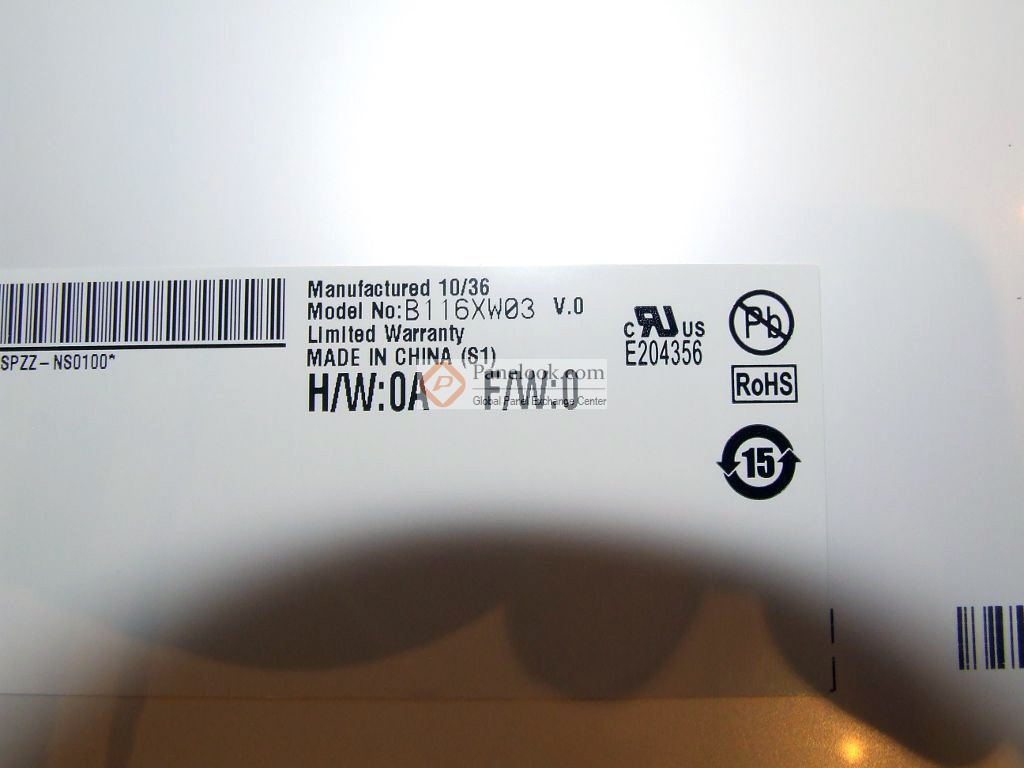 SPZZ-NS0100*
Manufactured 10/36
Model No:B116XW03 V.0
Limited Warranty
MADE IN CHINA (S1)
H/W:0A F/W:0
Panelook.com
Global Panel Exchange Center
C RU US
E204356
Pb
RoHS
15